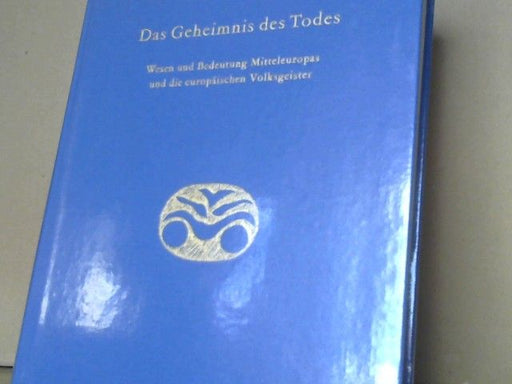 Das Geheimnis des Todes
Wesen und Bedeutung Mitteleuropas
und die europäischen Volksgeister